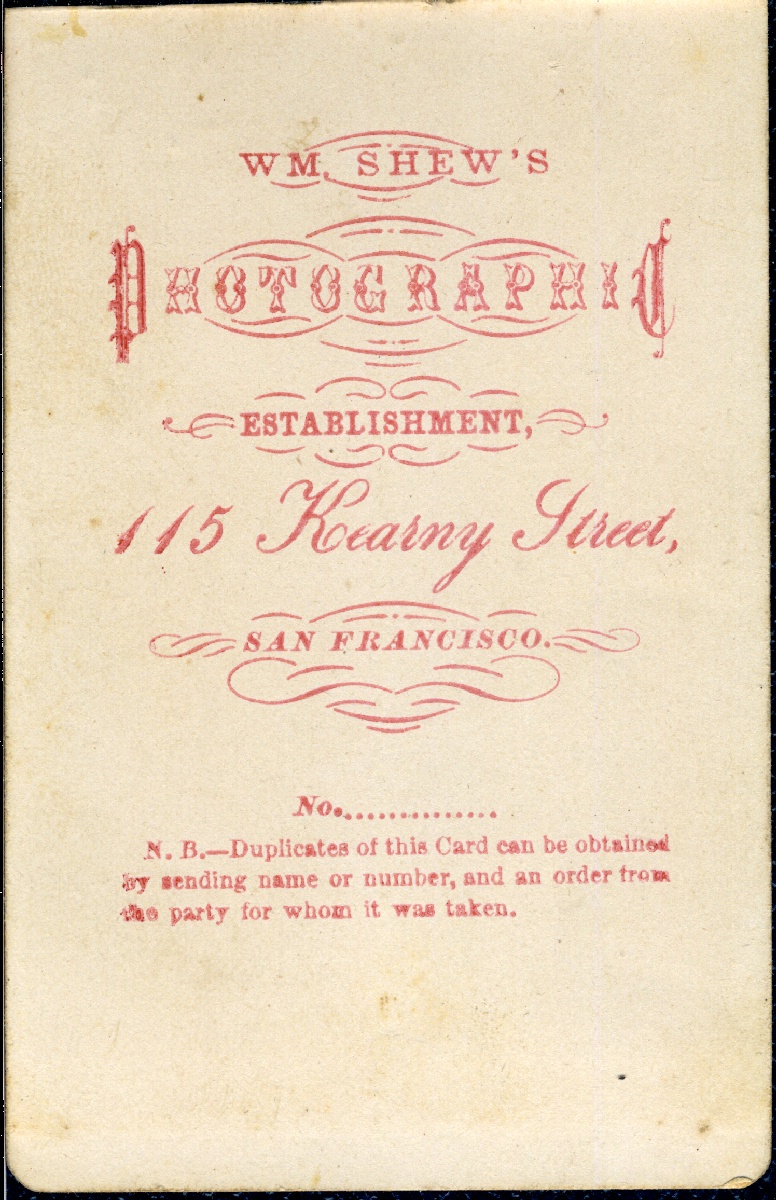 WM. SHEW'S
PHOTOGRAPHIC
ESTABLISHMENT,
115 Kearny Street,
SAN FRANCISCO.
No...............
N. B.—Duplicates of this Card can be obtained
by sending name or number, and an order from
the party for whom it was taken.